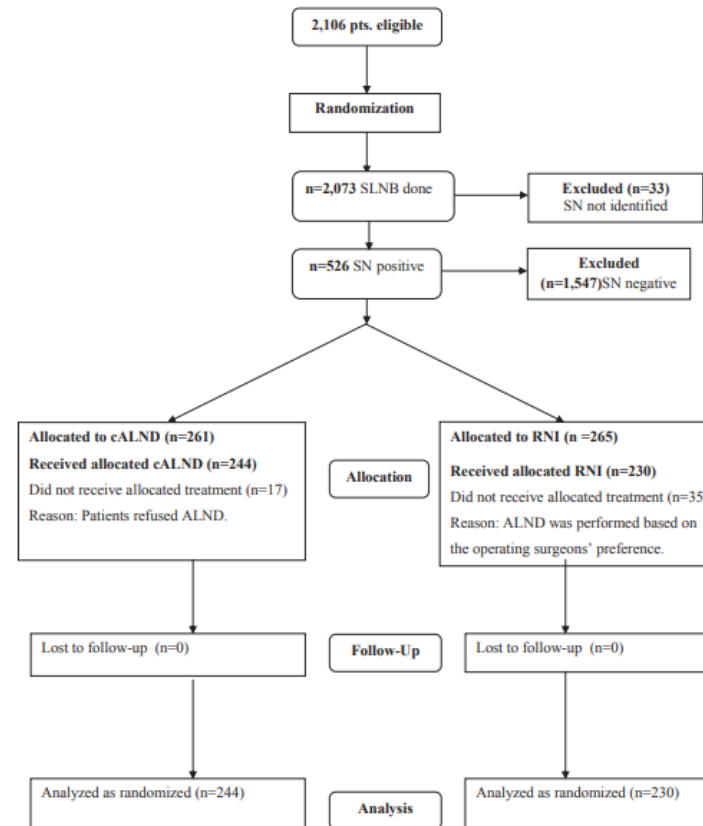 2,106 pts. eligible
Randomization
n=2,073 SLNB done
Excluded (n=33)
SN not identified
n=526 SN positive
Excluded
(n=1,547)SN negative
Allocated to cALND (n=261)
Received allocated cALND (n=244)
Did not receive allocated treatment (n=17)
Reason: Patients refused ALND.
Allocation
Allocated to RNI (n =265)
Received allocated RNI (n=230)
Did not receive allocated treatment (n=35
Reason: ALND was performed based on
the operating surgeons’ preference.
Lost to follow-up (n=0)
Follow-Up
Lost to follow-up (n=0)
Analyzed as randomized (n=244)
Analysis
Analyzed as randomized (n=230)